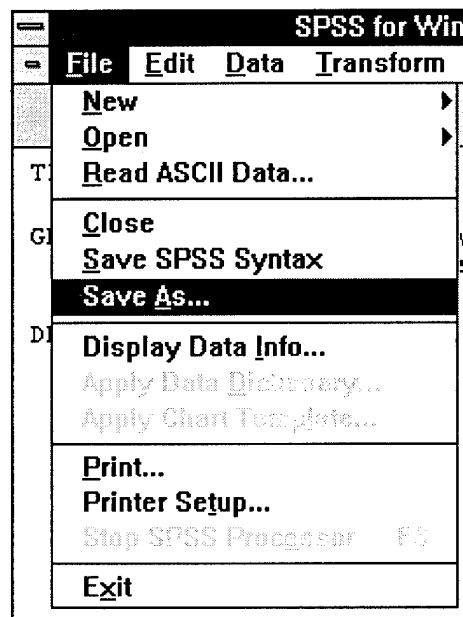 SPSS for Win
File Edit Data Transform
New
Open
Read ASCII Data...
Close
Save SPSS Syntax
Save As...
Display Data Info...
Apply Data Dictionary...
Apply Chart Template...
Print...
Printer Setup...
Stop SPSS Processor F3
Exit